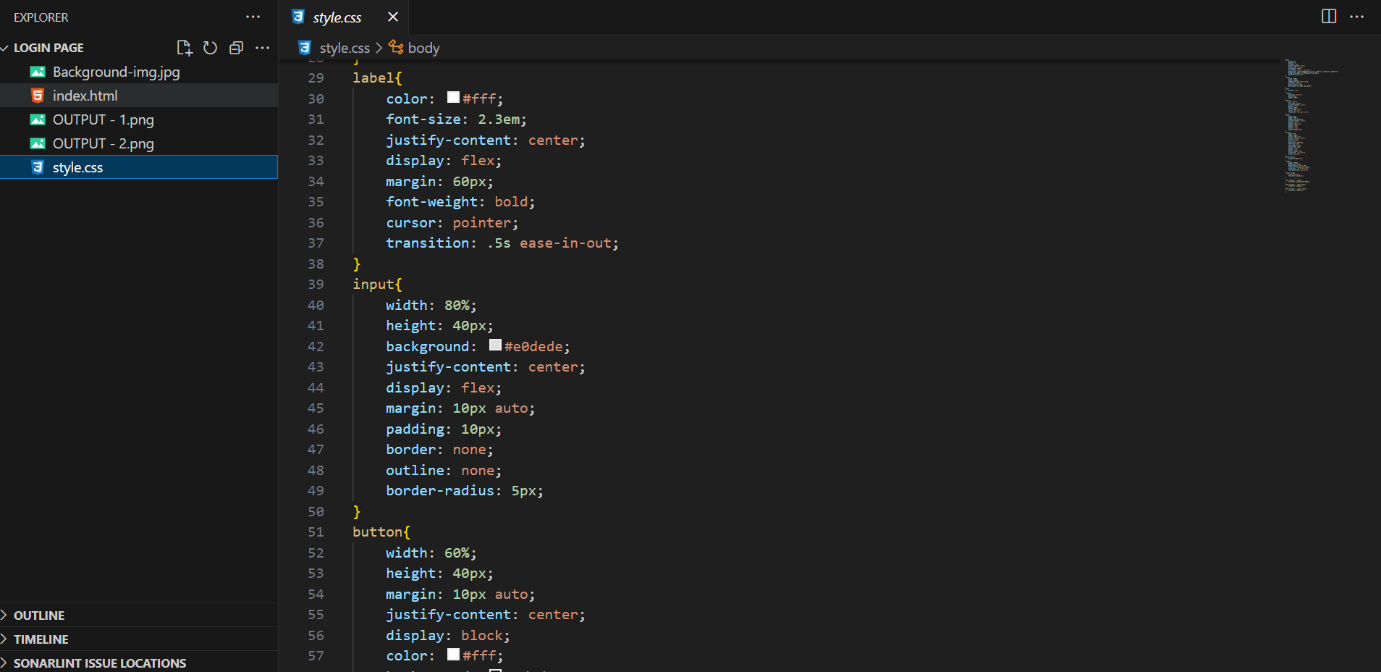 EXPLORER
LOGIN PAGE
Background-img.jpg
index.html
OUTPUT - 1.png
OUTPUT - 2.png
style.css
OUTLINE
TIMELINE
SONARLINT ISSUE LOCATIONS
style.css
style.css > body
28 }
29 label{
30 color: #fff;
31 font-size: 2.3em;
32 justify-content: center;
33 display: flex;
34 margin: 60px;
35 font-weight: bold;
36 cursor: pointer;
37 transition: .5s ease-in-out;
38 }
39 input{
40 width: 80%;
41 height: 40px;
42 background: #e0dede;
43 justify-content: center;
44 display: flex;
45 margin: 10px auto;
46 padding: 10px;
47 border: none;
48 outline: none;
49 border-radius: 5px;
50 }
51 button{
52 width: 60%;
53 height: 40px;
54 margin: 10px auto;
55 justify-content: center;
56 display: block;
57 color: #fff;